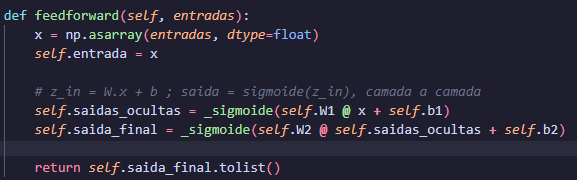 def feedforward(self, entradas):
    x = np.asarray(entradas, dtype=float)
    self.entrada = x

    # z_in = W.x + b ; saida = sigmoide(z_in), camada a camada
    self.saidas_ocultas = _sigmoide(self.W1 @ x + self.b1)
    self.saida_final = _sigmoide(self.W2 @ self.saidas_ocultas + self.b2)

    return self.saida_final.tolist()